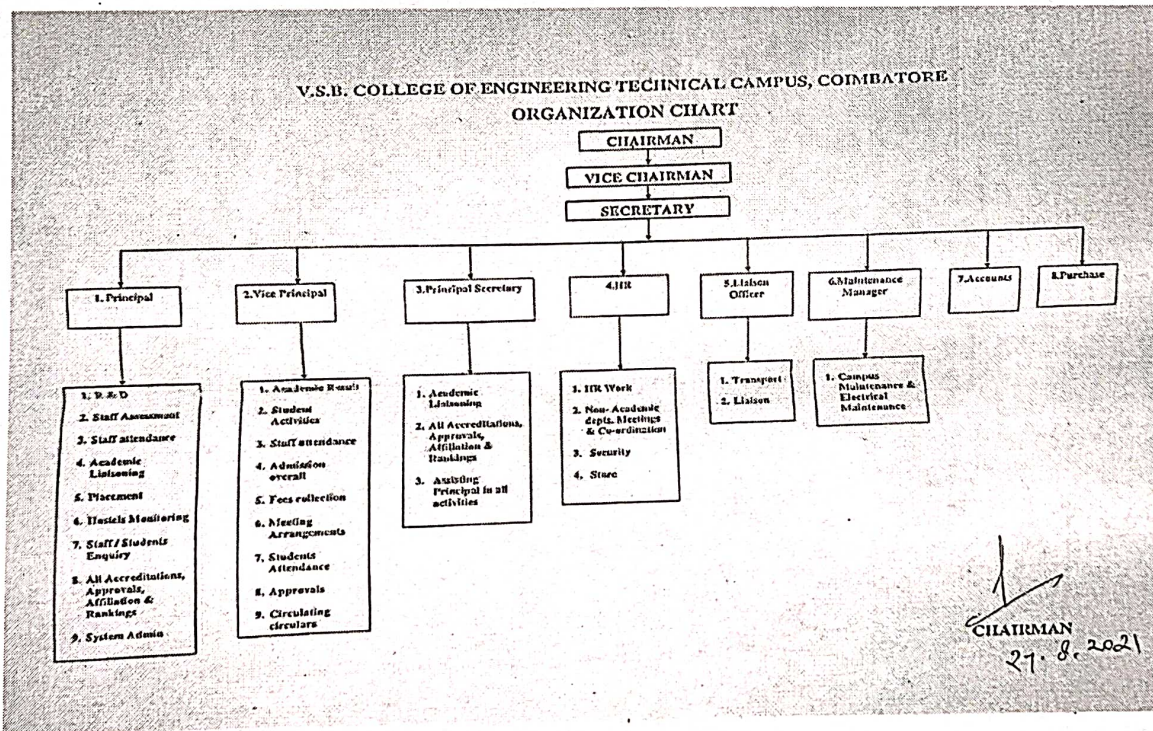 V.S.B. COLLEGE OF ENGINEERING TECHNICAL CAMPUS, COIMBATORE
ORGANIZATION CHART
CHAIRMAN
VICE CHAIRMAN
SECRETARY
1. Principal
2.Vice Principal
3.Principal Secretary
4.HR
5.Liaison
Officer
6.Maintenance
Manager
7.Accounts
8.Purchase
1. R & D
2. Staff Assessment
3. Staff attendance
4. Academic
Liaisoning
5. Placement
6. Hostels Monitoring
7. Staff/Students
Enquiry
8. All Accreditations,
Approvals,
Affiliation &
Rankings
9. System Admin
1. Academic Result
2. Student
Activities
3. Staff attendance
4. Admission
overall
5. Fees collection
6. Meeting
Arrangements
7. Students
Attendance
8. Approvals
9. Circulating
circulars
1. Academic
Liaisoning
2. All Accreditations,
Approvals,
Affiliation &
Rankings
3. Assisting
Principal in all
activities
1. HR Work
2. Non-Academic
depts. Meetings
& Co-ordination
3. Security
4. Store
1. Transport
2. Liaison
1. Campus
Maintenance &
Electrical
Maintenance
CHAIRMAN
27.8.2021